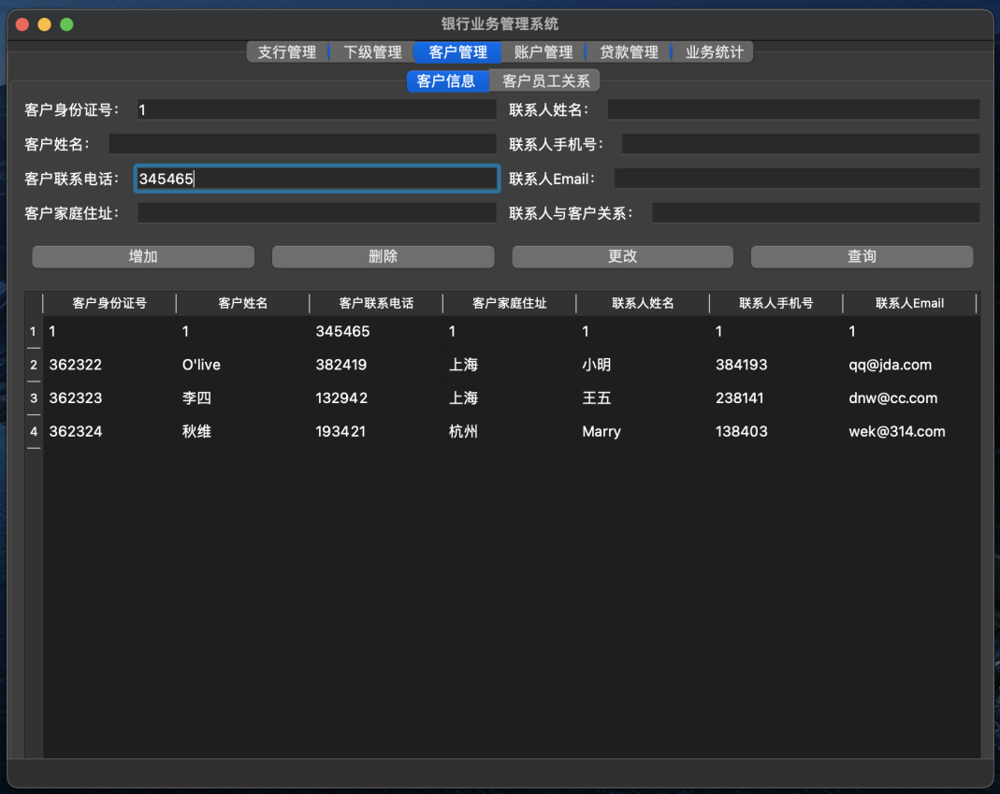 银行业务管理系统
支行管理 下级管理 客户管理 账户管理 贷款管理 业务统计
客户信息 客户员工关系
客户身份证号： 1 联系人姓名：
客户姓名： 联系人手机号：
客户联系电话： 345465 联系人Email：
客户家庭住址： 联系人与客户关系：
增加 删除 更改 查询
客户身份证号 客户姓名 客户联系电话 客户家庭住址 联系人姓名 联系人手机号 联系人Email
1 1 1 345465 1 1 1 1
2 362322 O'live 382419 上海 小明 384193 qq@jda.com
3 362323 李四 132942 上海 王五 238141 dnw@cc.com
4 362324 秋维 193421 杭州 Marry 138403 wek@314.com